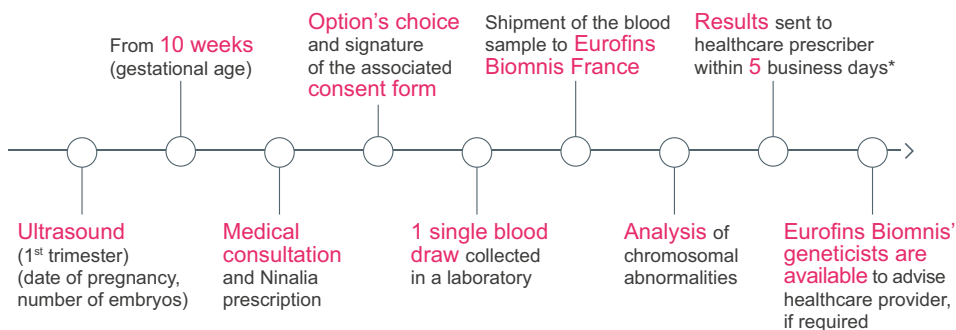 Ultrasound
(1st trimester)
(date of pregnancy,
number of embryos)
From 10 weeks
(gestational age)
Medical
consultation
and Ninalia
prescription
Option’s choice
and signature
of the associated
consent form
1 single blood
draw collected
in a laboratory
Shipment of the blood
sample to Eurofins
Biomnis France
Analysis of
chromosomal
abnormalities
Results sent to
healthcare prescriber
within 5 business days*
Eurofins Biomnis’
geneticists are
available to advise
healthcare provider,
if required